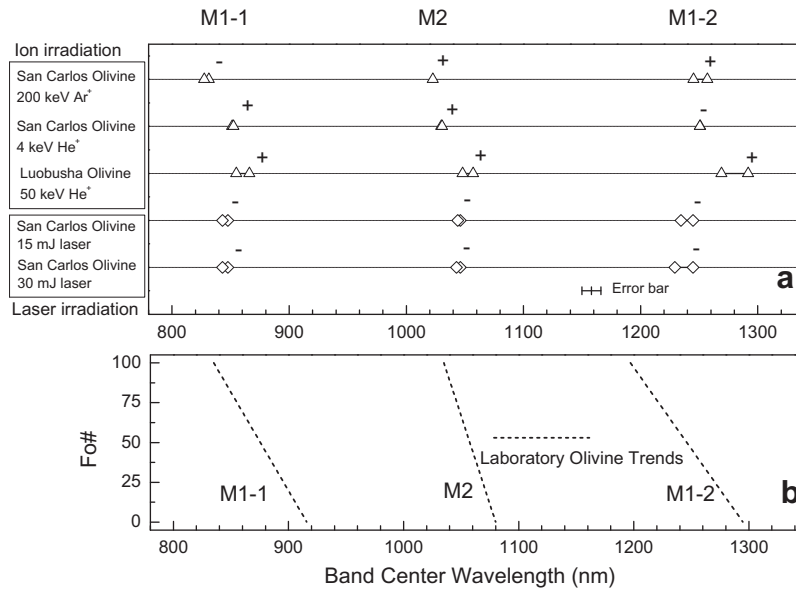 M1-1 M2 M1-2
Ion irradiation
San Carlos Olivine
200 keV Ar+
San Carlos Olivine
4 keV He+
Luobusha Olivine
50 keV He+
San Carlos Olivine
15 mJ laser
San Carlos Olivine
30 mJ laser
Laser irradiation
- + +
+ + -
+ + +
- - -
- - -
Error bar
a
800 900 1000 1100 1200 1300
100
75
50
25
0
Fo#
Laboratory Olivine Trends
M1-1 M2 M1-2
b
800 900 1000 1100 1200 1300
Band Center Wavelength (nm)